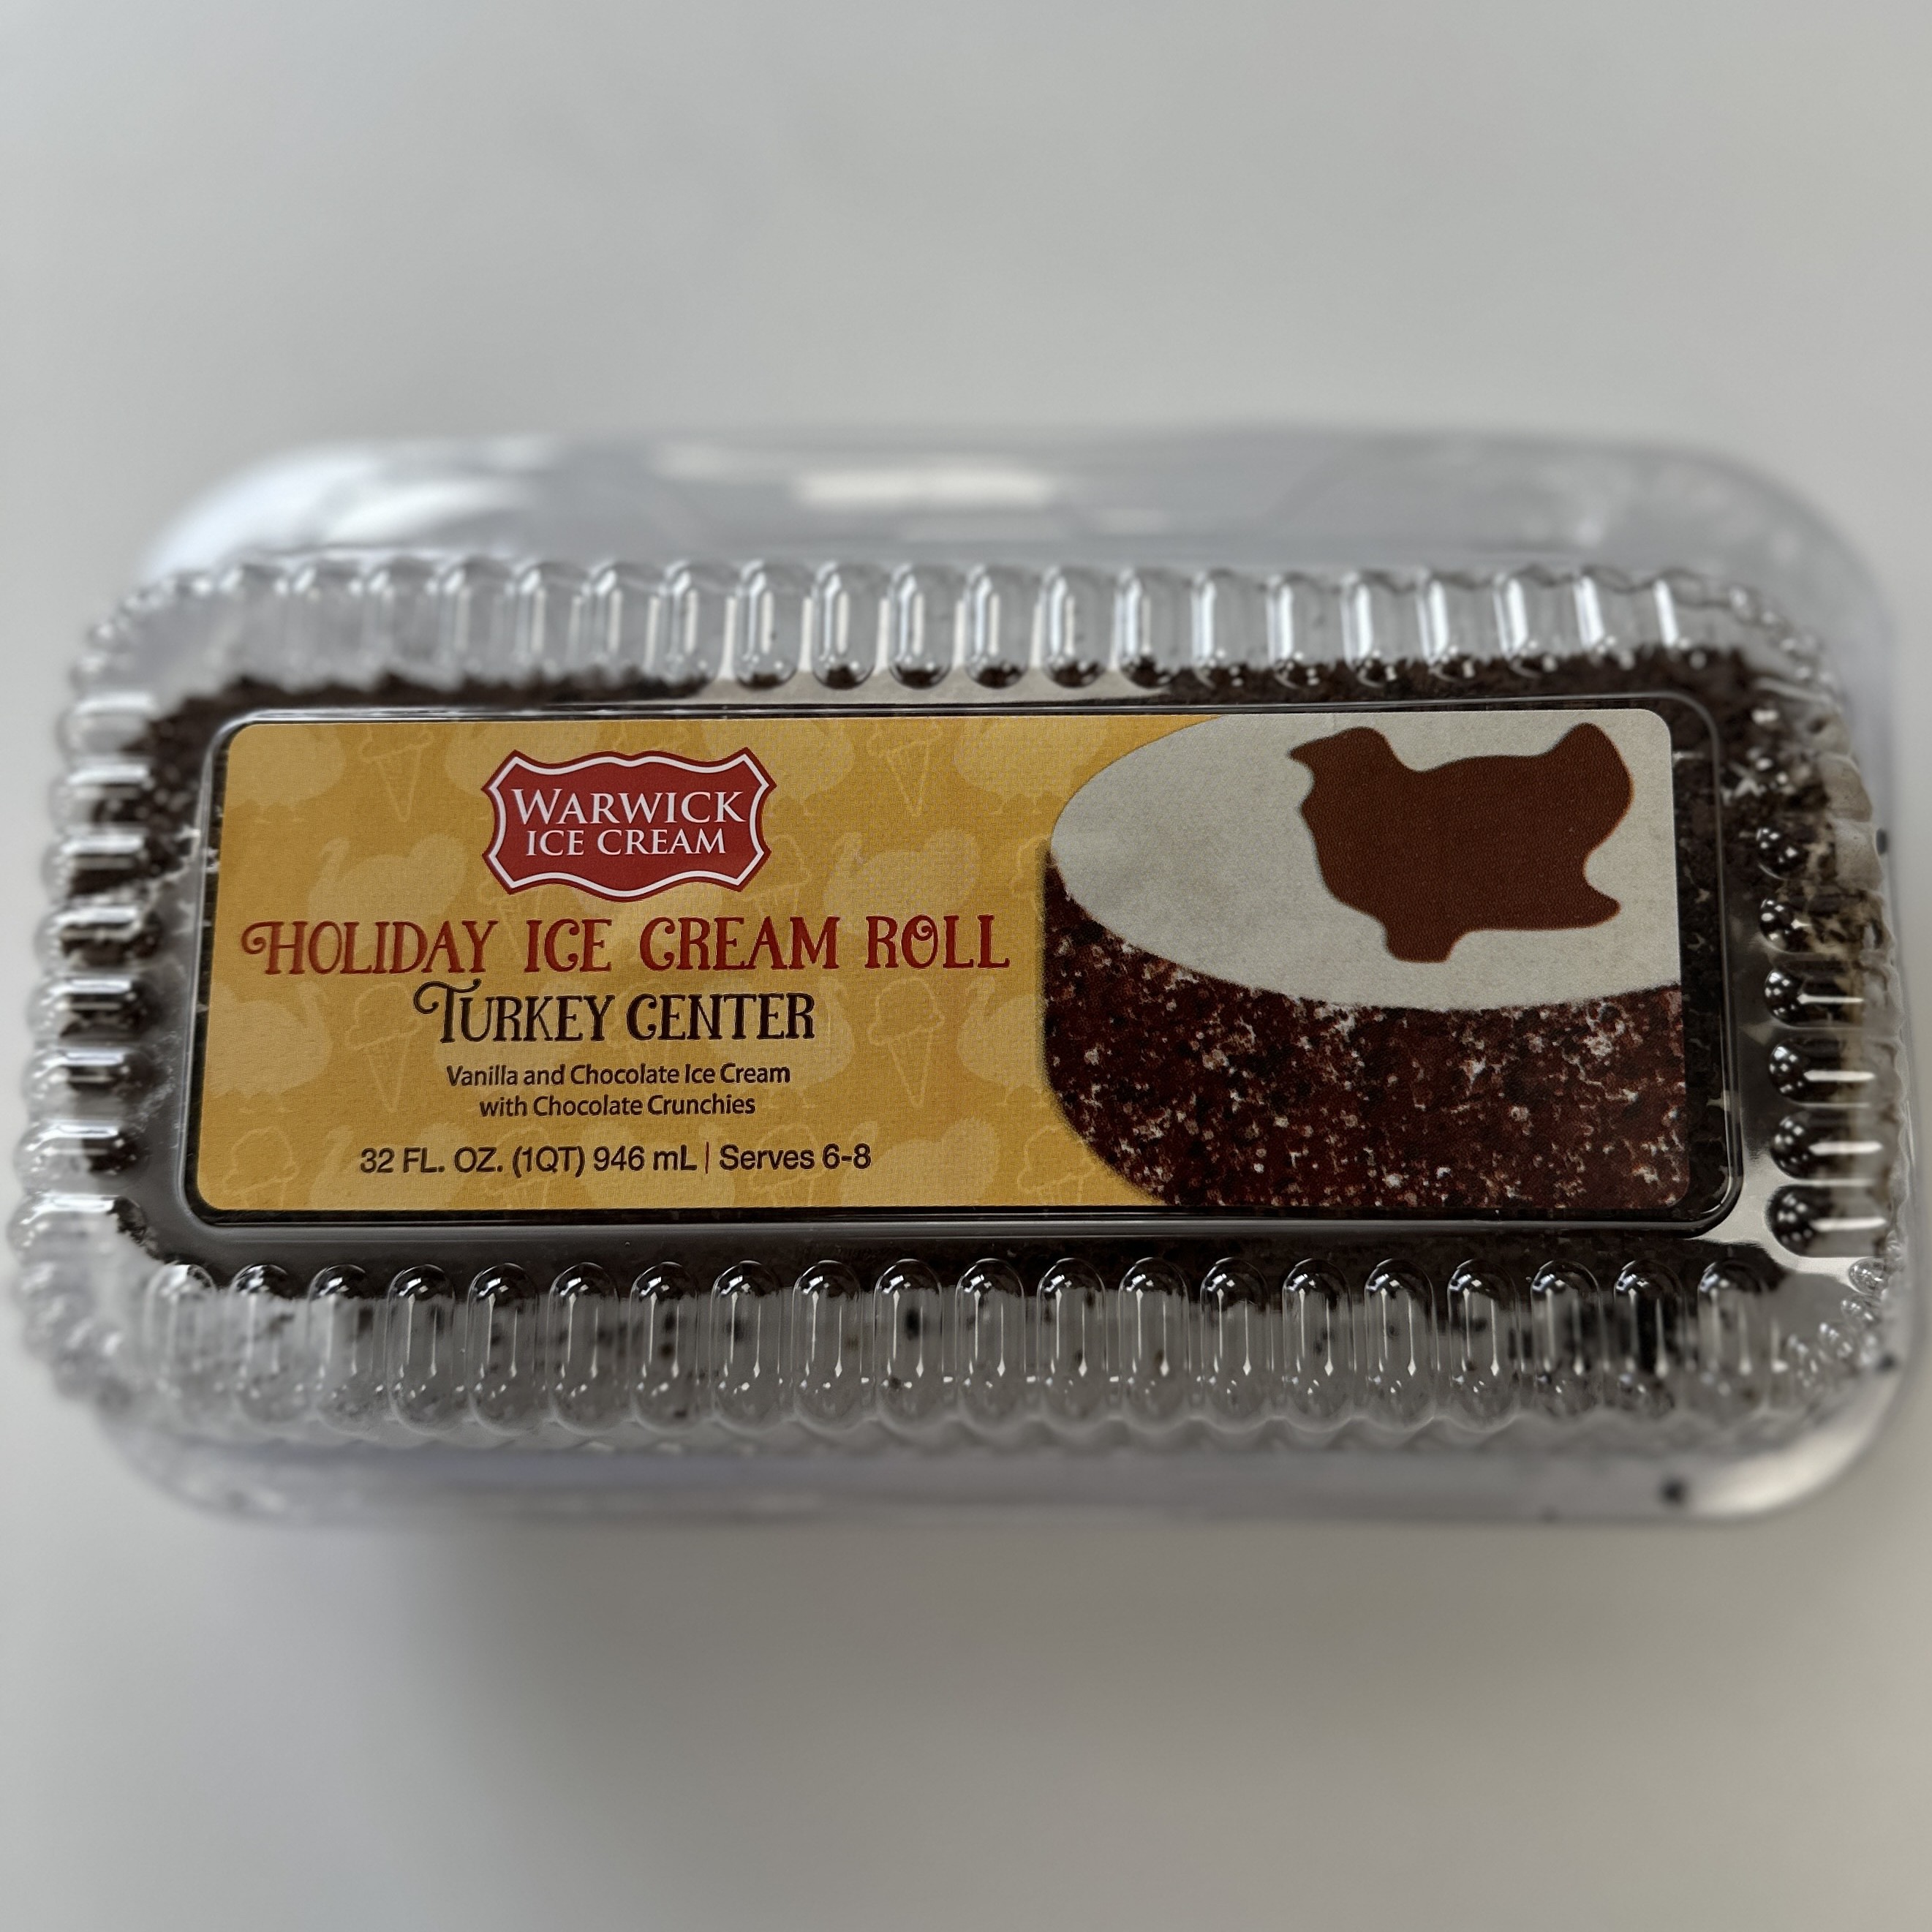 WARWICK
ICE CREAM
HOLIDAY ICE CREAM ROLL
TURKEY CENTER
Vanilla and Chocolate Ice Cream
with Chocolate Crunchies
32 FL. OZ. (1QT) 946 mL | Serves 6-8